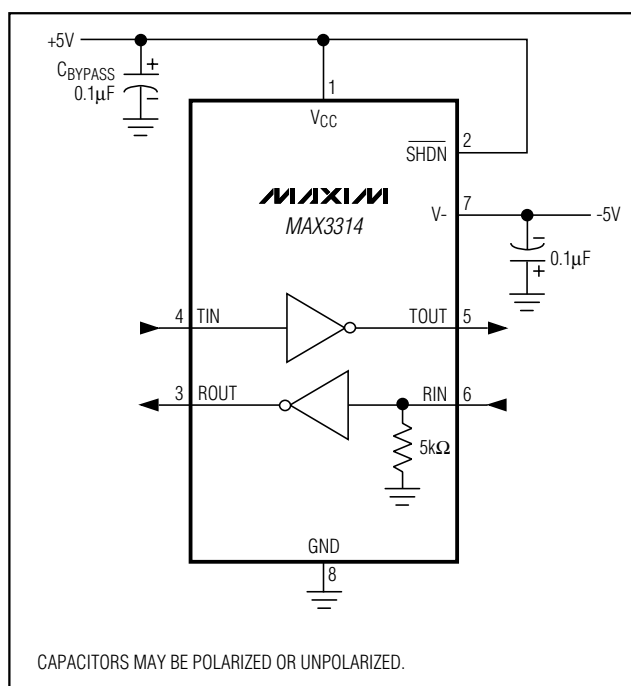 +5V
CBYPASS
0.1µF
+
−
1
VCC
2
SHDN
MAXIM
MAX3314
7
V-
-5V
−
+
0.1µF
4
TIN
TOUT
5
3
ROUT
RIN
6
5kΩ
GND
8
CAPACITORS MAY BE POLARIZED OR UNPOLARIZED.